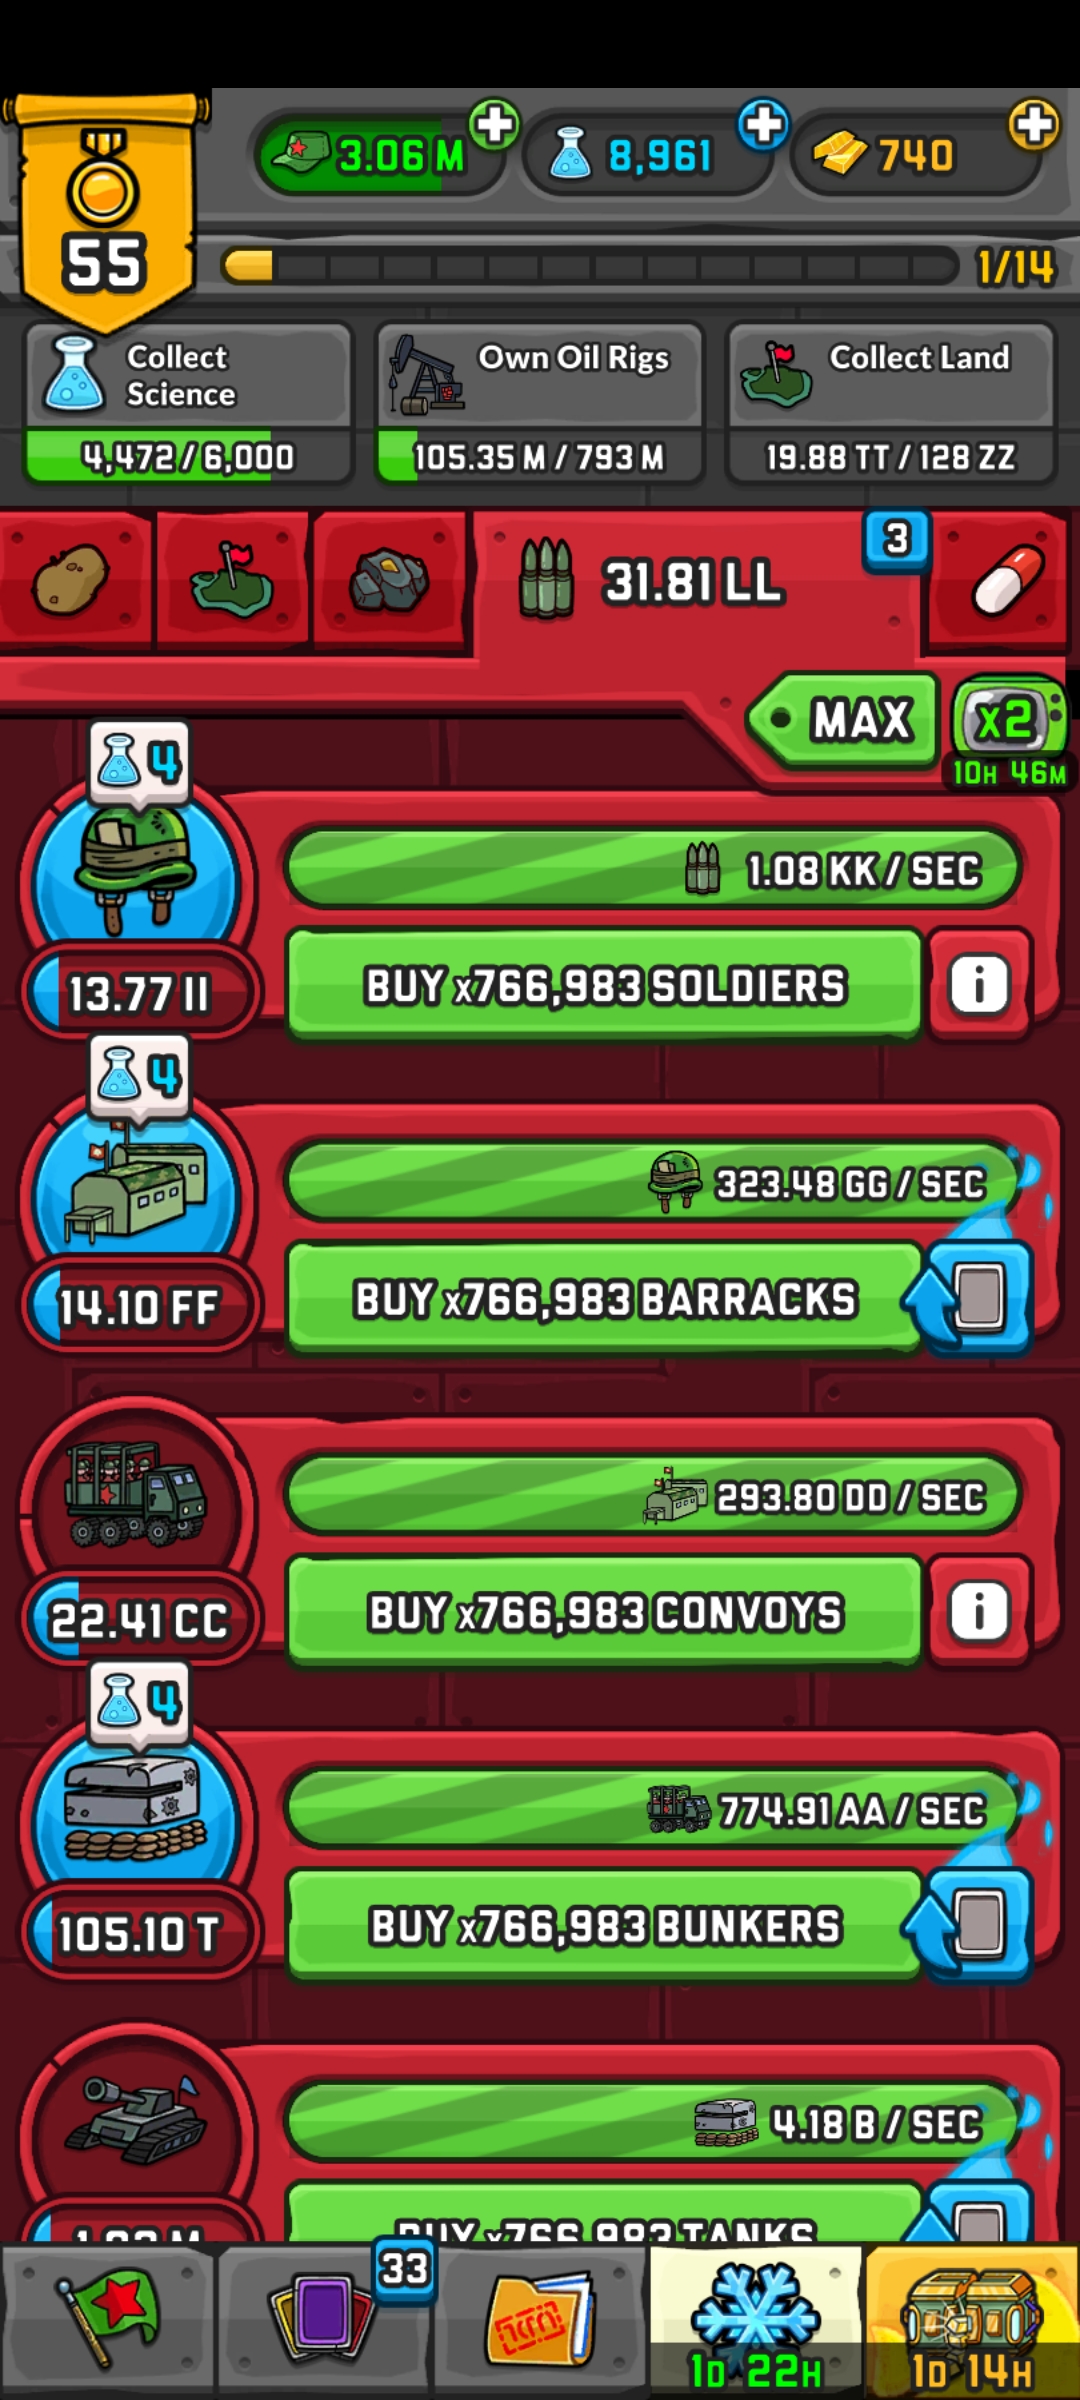 3.06 M
8,961
740
55
1/14
Collect
Science
4,472 / 6,000
Own Oil Rigs
105.35 M / 793 M
Collect Land
19.88 TT / 128 ZZ
31.81 LL
3
MAX
x2
10H 46M
4
1.08 KK / SEC
13.77 II
BUY x766,983 SOLDIERS
i
4
323.48 GG / SEC
14.10 FF
BUY x766,983 BARRACKS
293.80 DD / SEC
22.41 CC
BUY x766,983 CONVOYS
i
4
774.91 AA / SEC
105.10 T
BUY x766,983 BUNKERS
4.18 B / SEC
BUY x766,983 TANKS
33
1D 22H
1D 14H